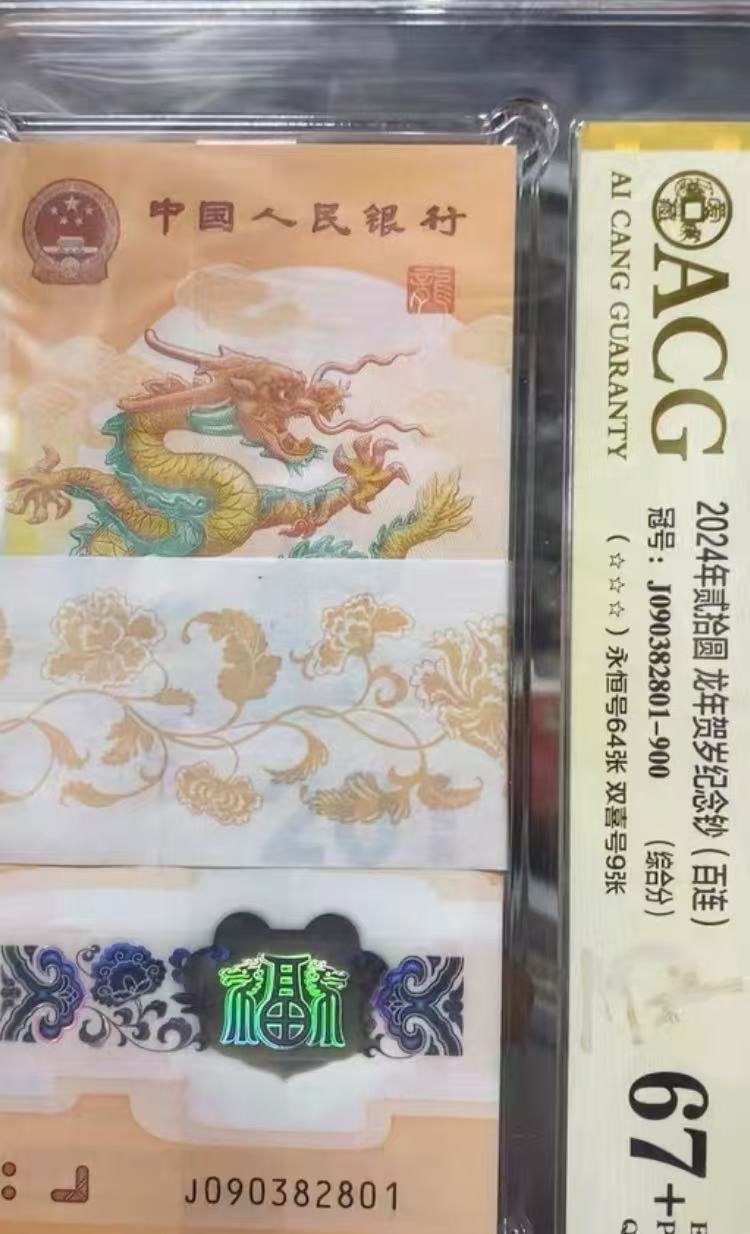 中国人民银行
龍
J090382801
ACG
AI CANG GUARANTY
2024年贰拾圆 龙年贺岁纪念钞（百连）
冠号：J090382801-900 （综合分）
（☆☆☆）永恒号64张 双喜号9张
67+
E
P
Q